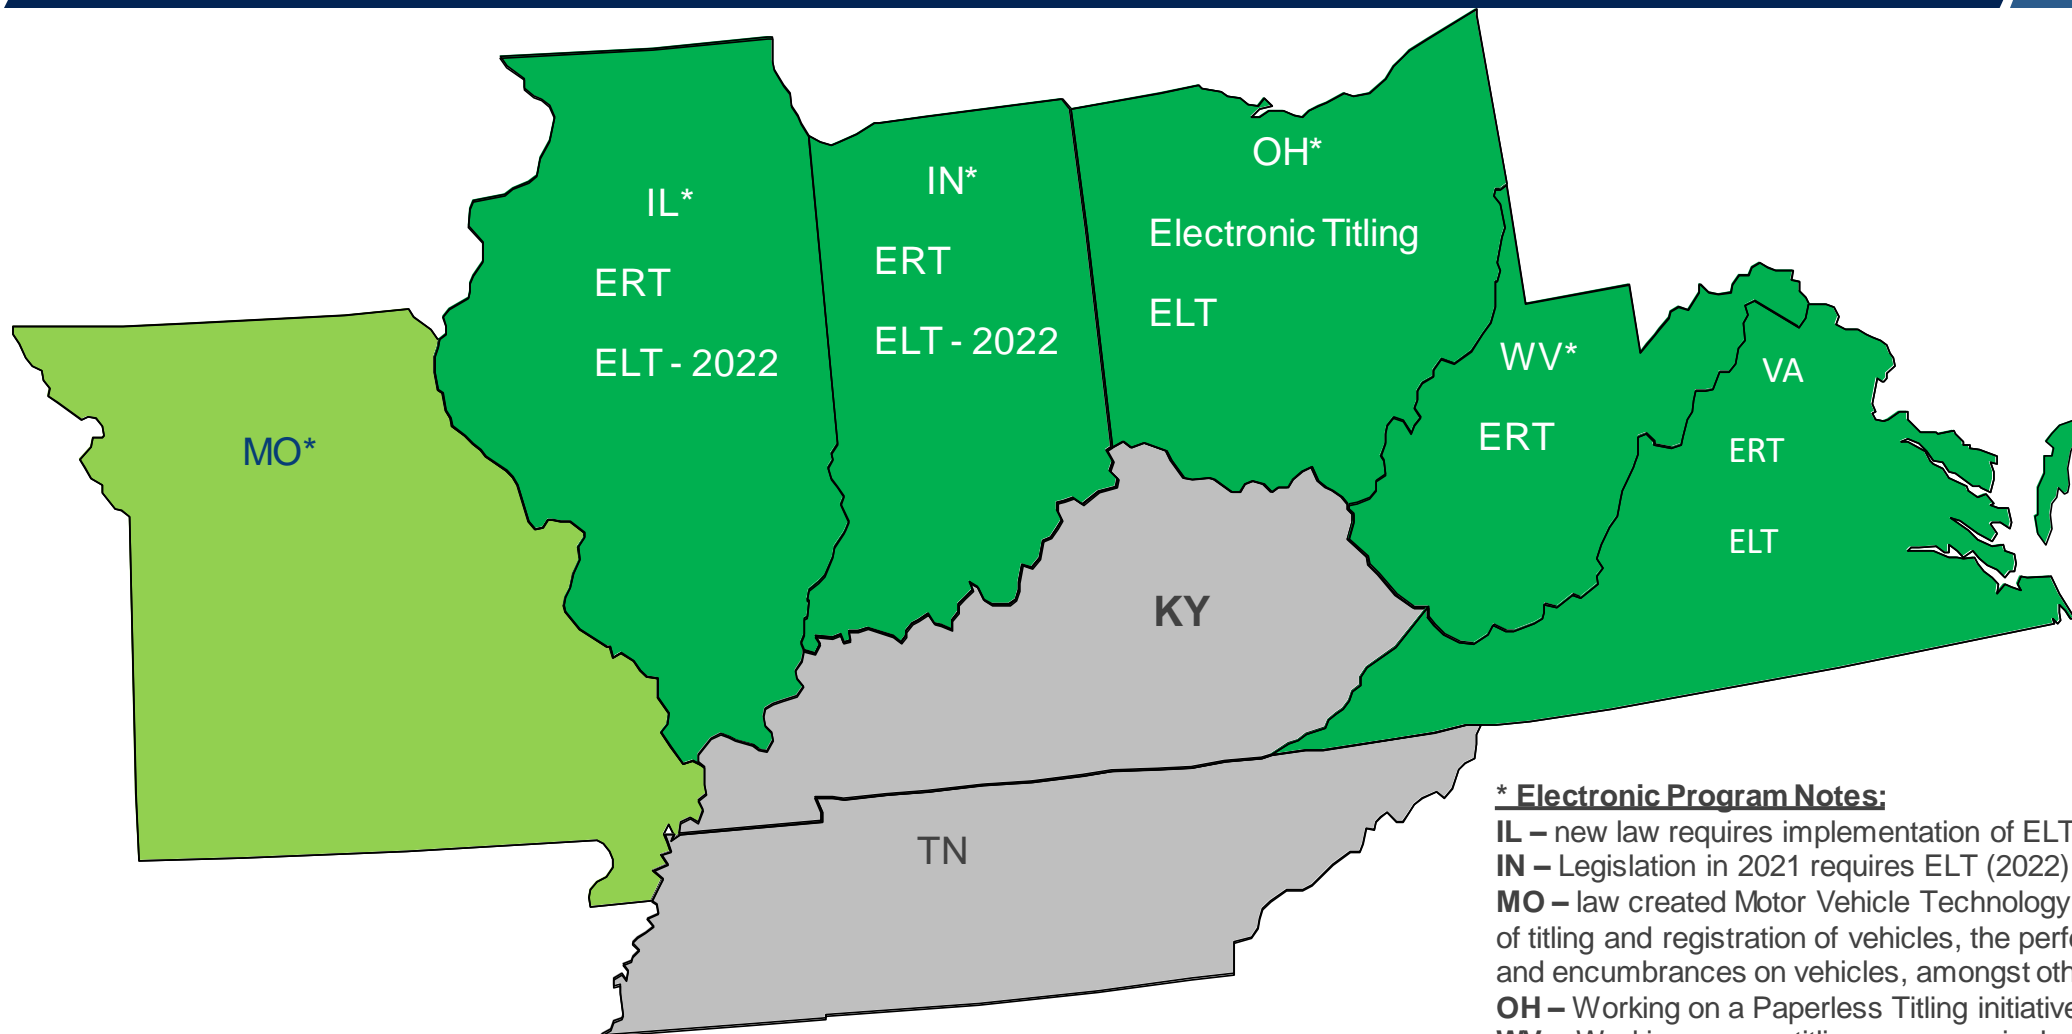 IL*
ERT
ELT - 2022
IN*
ERT
ELT - 2022
OH*
Electronic Titling
ELT
WV*
ERT
VA
ERT
ELT
MO*
KY
TN
* Electronic Program Notes:
IL – new law requires implementation of ELT
IN – Legislation in 2021 requires ELT (2022)
MO – law created Motor Vehicle Technology
of titling and registration of vehicles, the
and encumbrances on vehicles, amongst
OH – Working on a Paperless Titling initiative